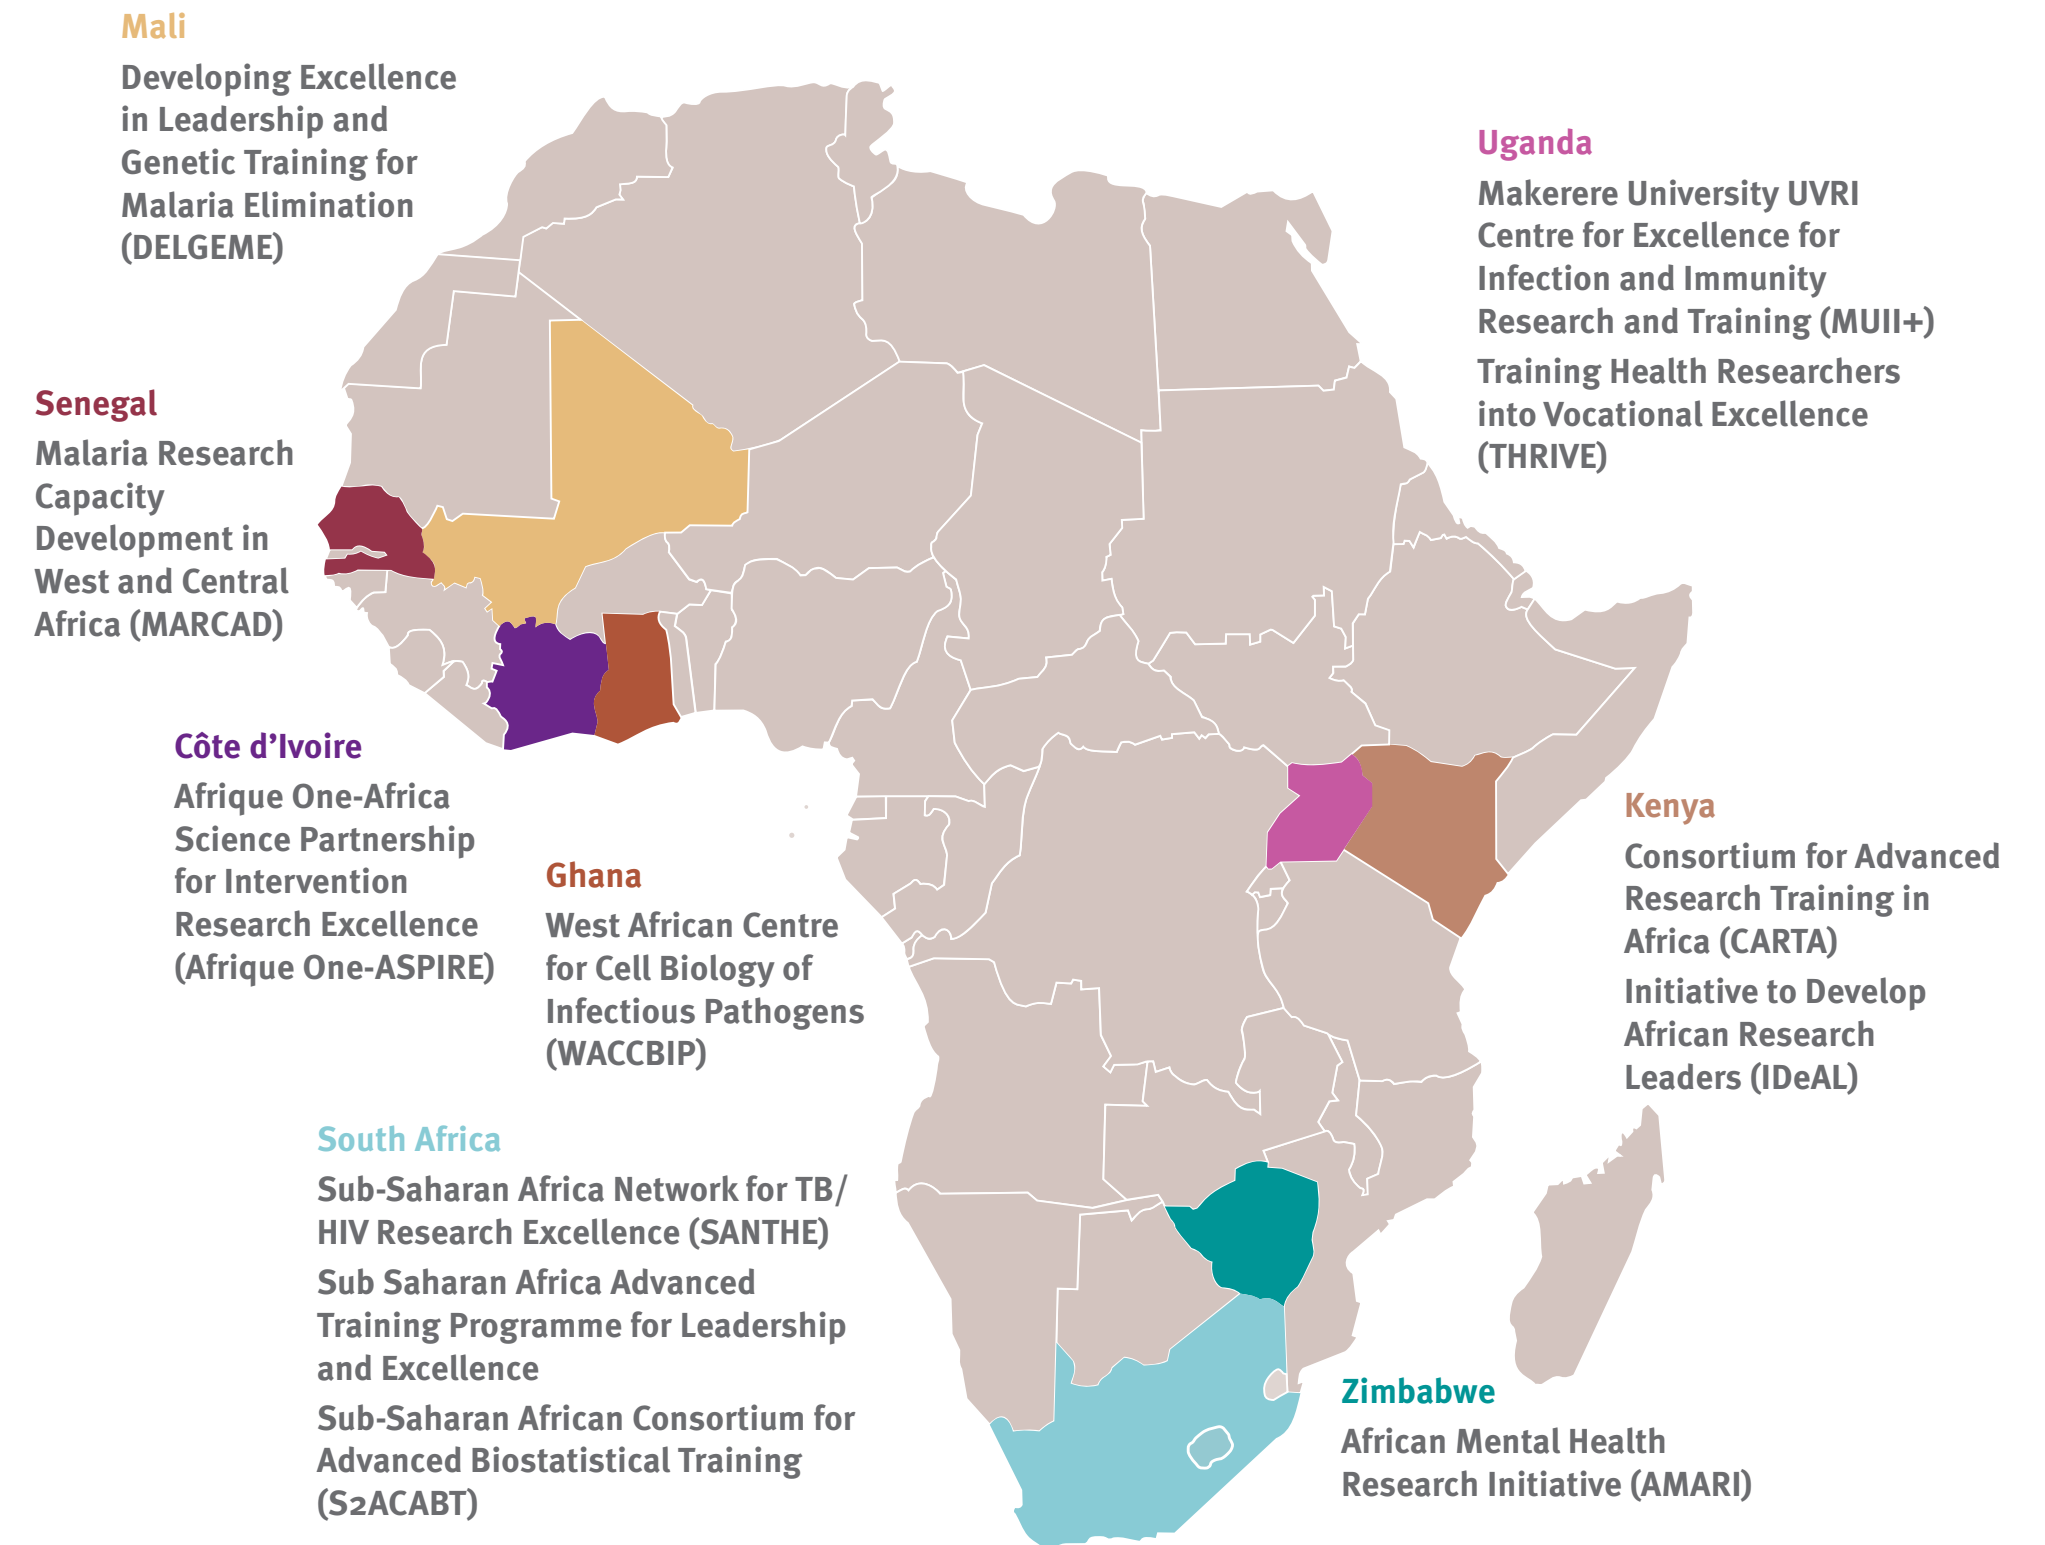 Mali
Developing Excellence
in Leadership and
Genetic Training for
Malaria Elimination
(DELGEME)
Uganda
Makerere University UVRI
Centre for Excellence for
Infection and Immunity
Research and Training (MUII+)
Training Health Researchers
into Vocational Excellence
(THRIVE)
Senegal
Malaria Research
Capacity
Development in
West and Central
Africa (MARCAD)
Côte d’Ivoire
Afrique One-Africa
Science Partnership
for Intervention
Research Excellence
(Afrique One-ASPIRE)
Ghana
West African Centre
for Cell Biology of
Infectious Pathogens
(WACCBIP)
Kenya
Consortium for Advanced
Research Training in
Africa (CARTA)
Initiative to Develop
African Research
Leaders (IDeAL)
South Africa
Sub-Saharan Africa Network for TB/
HIV Research Excellence (SANTHE)
Sub Saharan Africa Advanced
Training Programme for Leadership
and Excellence
Sub-Saharan African Consortium for
Advanced Biostatistical Training
(S2ACABT)
Zimbabwe
African Mental Health
Research Initiative (AMARI)